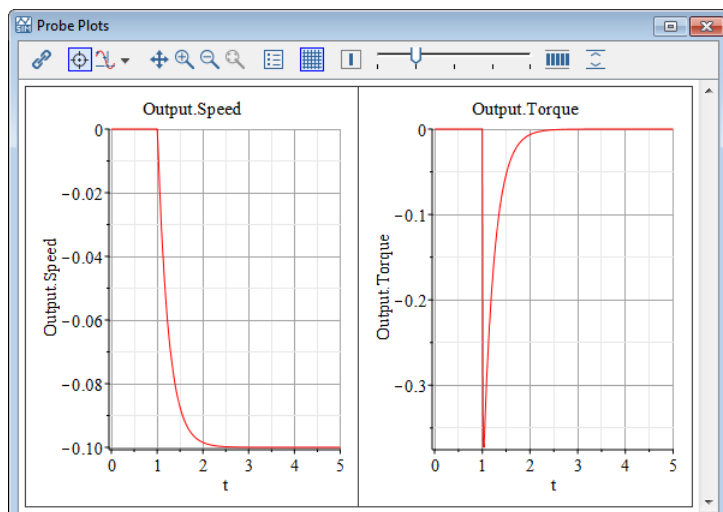 Probe Plots
Output.Speed
0
−0.02
−0.04
−0.06
−0.08
−0.10
Output.Speed
0 1 2 3 4 5
t
Output.Torque
0
−0.1
−0.2
−0.3
Output.Torque
0 1 2 3 4 5
t